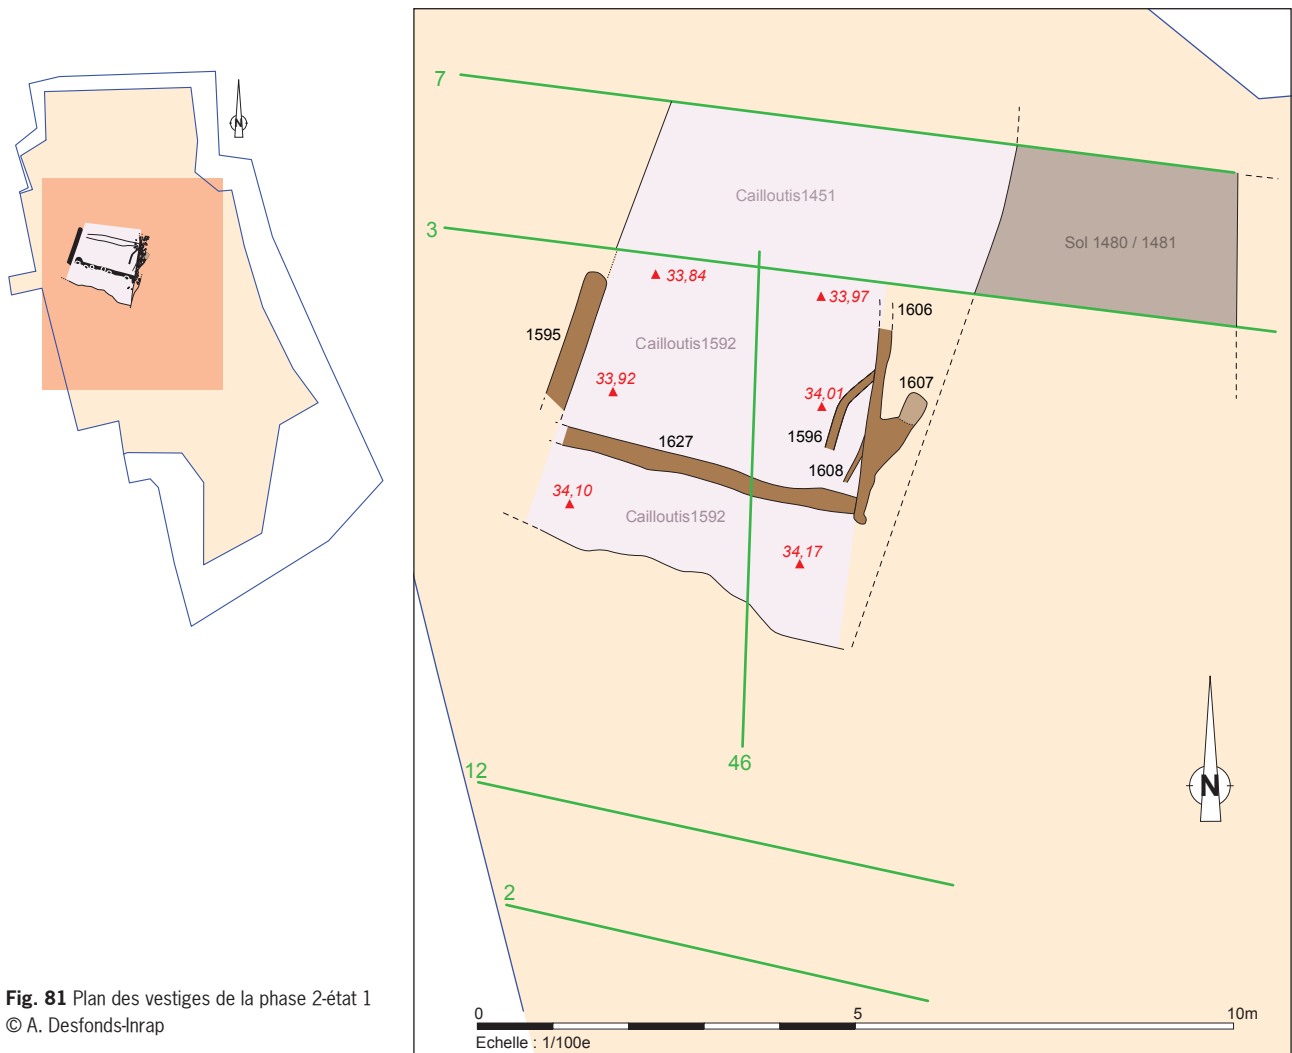 N
7
Cailloutis1451
3
Sol 1480 / 1481
33,84
33,97
1606
1595
Cailloutis1592
33,92
34,01
1607
1596
1627
1608
34,10
Cailloutis1592
34,17
46
12
N
2
0 5 10m
Echelle : 1/100e
Fig. 81 Plan des vestiges de la phase 2-état 1
© A. Desfonds-Inrap